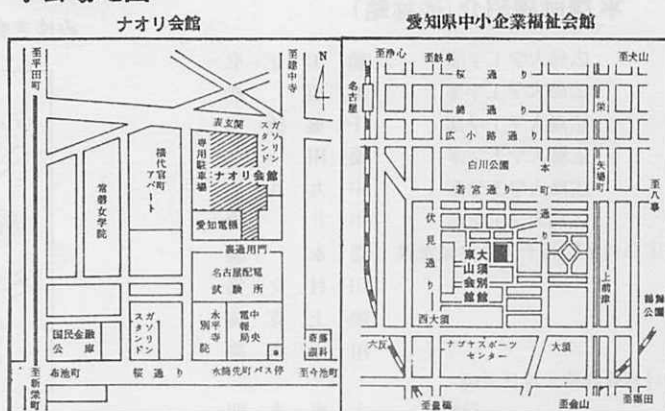 ナオリ会館
至平田町
至建中寺
N
表玄関
ガソリンスタンド
専用駐車場
ナオリ会館
橦代官町アパート
常磐女学院
愛知電機
裏通用門
名古屋配電試験所
国民金融公庫
ガソリンスタンド
永平寺別院
中央電報局
斎藤歯科
至新栄町
布池町
桜通り
水筒先町バス停
至今池町
愛知県中小企業福祉会館
至浄心
至岐阜
至犬山
名古屋
桜通り
錦通り
広小路通り
栄
白川公園
本町通り
矢場町
若宮通り
至八事
伏見通り
大須別館
東山会館
上前津
鶴舞公園
西大須
六反
ナゴヤスポーツセンター
大須
至豊橋
至金山
至堀田